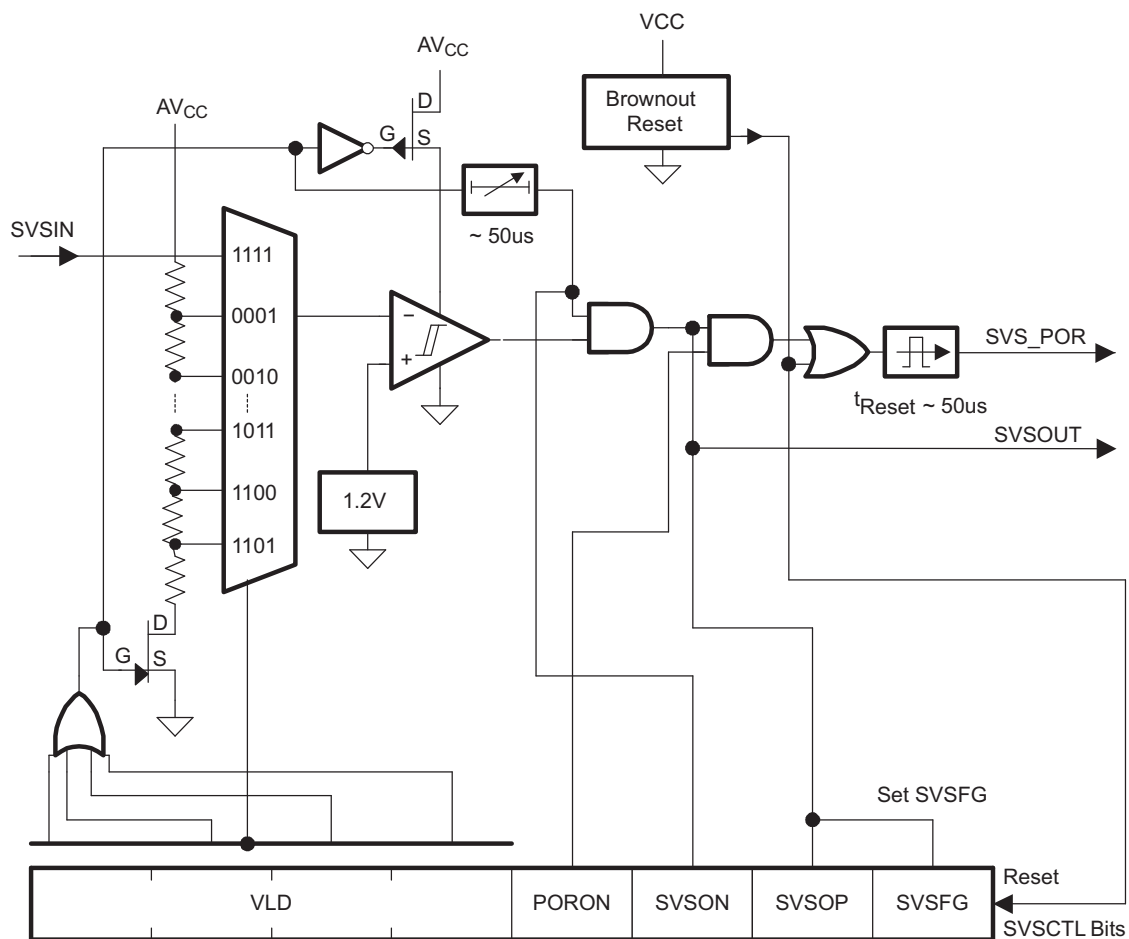 VCC
AVCC
Brownout
Reset
AVCC
D
G
S
SVSIN
~ 50us
1111
0001
–
+
SVS_POR
0010
tReset ~ 50us
1011
SVSOUT
1100
1.2V
1101
D
G
S
Set SVSFG
VLD
PORON
SVSON
SVSOP
SVSFG
Reset
SVSCTL Bits